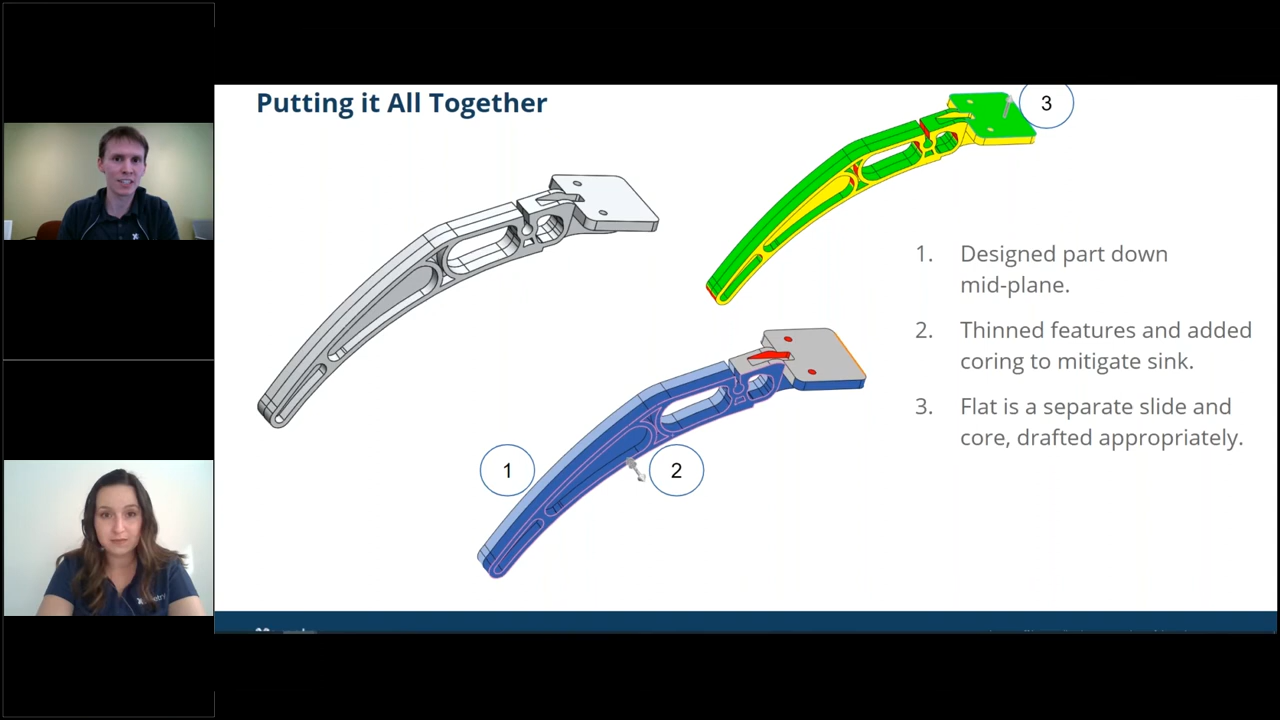 Putting it All Together
3
1. Designed part down
mid-plane.
2. Thinned features and added
coring to mitigate sink.
3. Flat is a separate slide and
core, drafted appropriately.
1
2